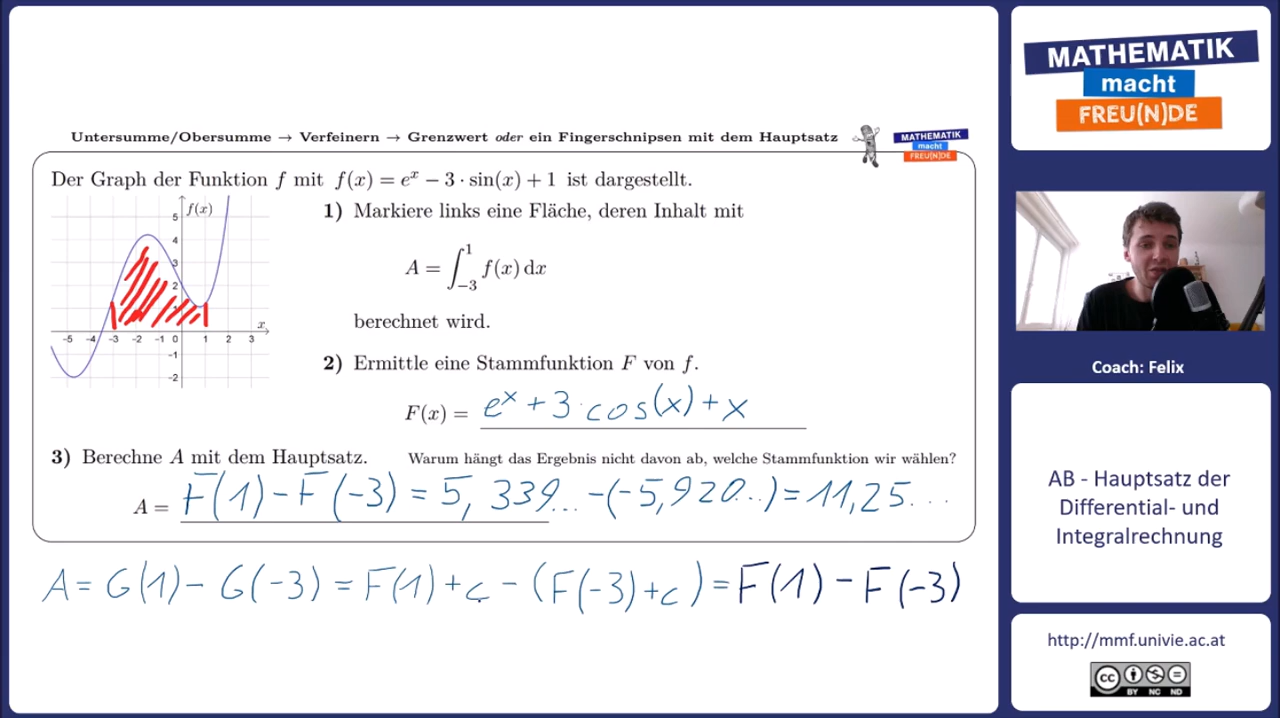 Untersumme/Obersumme → Verfeinern → Grenzwert oder ein Fingerschnipsen mit dem Hauptsatz
MATHEMATIK
macht
FREU(N)DE
Der Graph der Funktion f mit f(x) = e^x − 3 · sin(x) + 1 ist dargestellt.
f(x)
5
4
3
2
1
-5 -4 -3 -2 -1 0 1 2 3
x
-1
-2
1) Markiere links eine Fläche, deren Inhalt mit
A = ∫_{−3}^{1} f(x) dx
berechnet wird.
2) Ermittle eine Stammfunktion F von f.
F(x) = e^x + 3 · cos(x) + x
3) Berechne A mit dem Hauptsatz. Warum hängt das Ergebnis nicht davon ab, welche Stammfunktion wir wählen?
A = F(1) − F(−3) = 5,339... −(−5,920..) = 11,25...
A = G(1) − G(−3) = F(1) + c − (F(−3) + c) = F(1) − F(−3)
MATHEMATIK
macht
FREU(N)DE
Coach: Felix
AB - Hauptsatz der
Differential- und
Integralrechnung
http://mmf.univie.ac.at
cc
BY NC ND